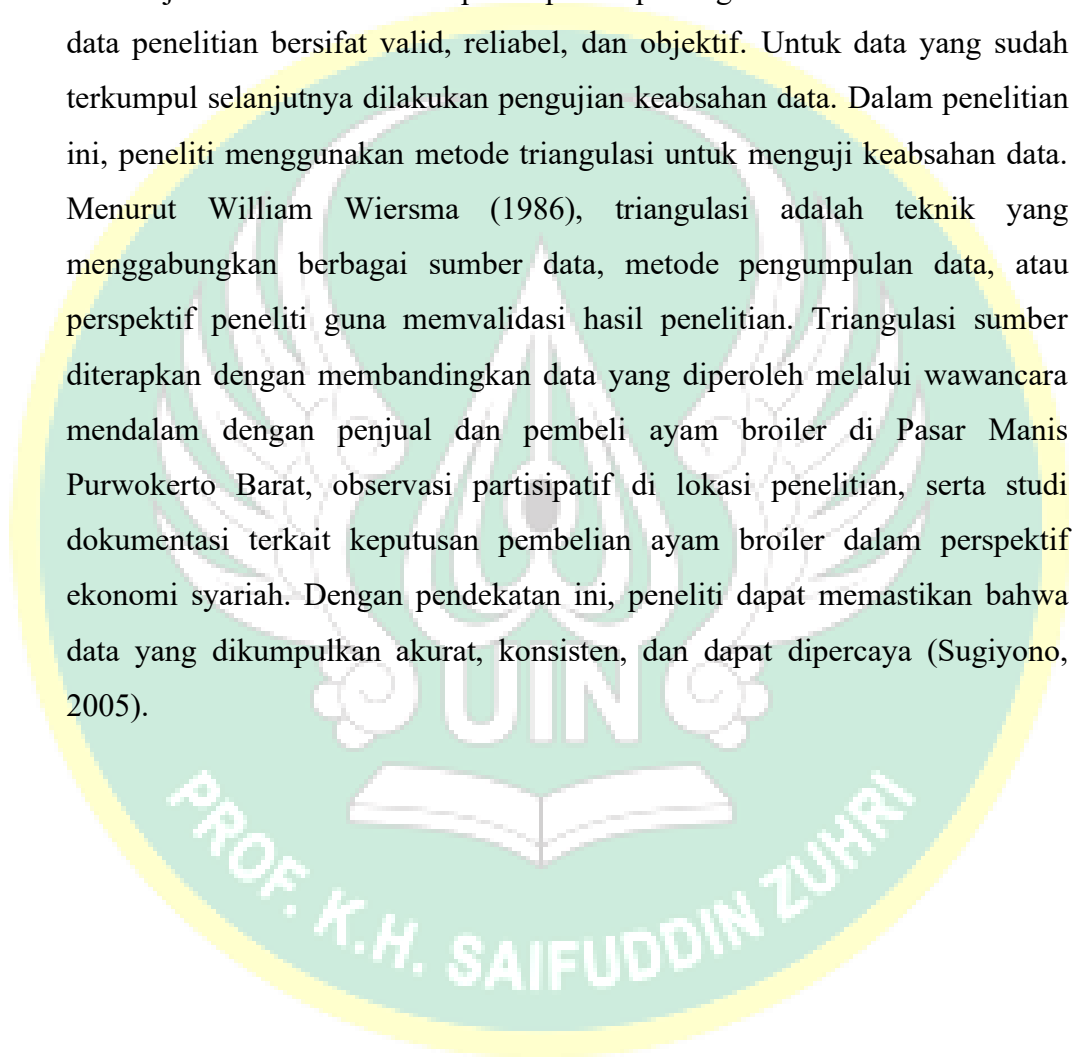 data penelitian bersifat valid, reliabel, dan objektif. Untuk data yang sudah
terkumpul selanjutnya dilakukan pengujian keabsahan data. Dalam penelitian
ini, peneliti menggunakan metode triangulasi untuk menguji keabsahan data.
Menurut William Wiersma (1986), triangulasi adalah teknik yang
menggabungkan berbagai sumber data, metode pengumpulan data, atau
perspektif peneliti guna memvalidasi hasil penelitian. Triangulasi sumber
diterapkan dengan membandingkan data yang diperoleh melalui wawancara
mendalam dengan penjual dan pembeli ayam broiler di Pasar Manis
Purwokerto Barat, observasi partisipatif di lokasi penelitian, serta studi
dokumentasi terkait keputusan pembelian ayam broiler dalam perspektif
ekonomi syariah. Dengan pendekatan ini, peneliti dapat memastikan bahwa
data yang dikumpulkan akurat, konsisten, dan dapat dipercaya (Sugiyono,
2005).
UIN
PROF. K.H. SAIFUDDIN ZUHRI